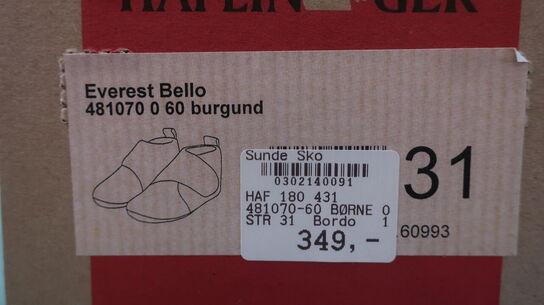 Everest Bello
481070 0 60 burgund
31
Sunde Sko
0302140091
HAF 180 431
481070-60 BØRNE 0
STR 31 Bordo 1
349,-
60993